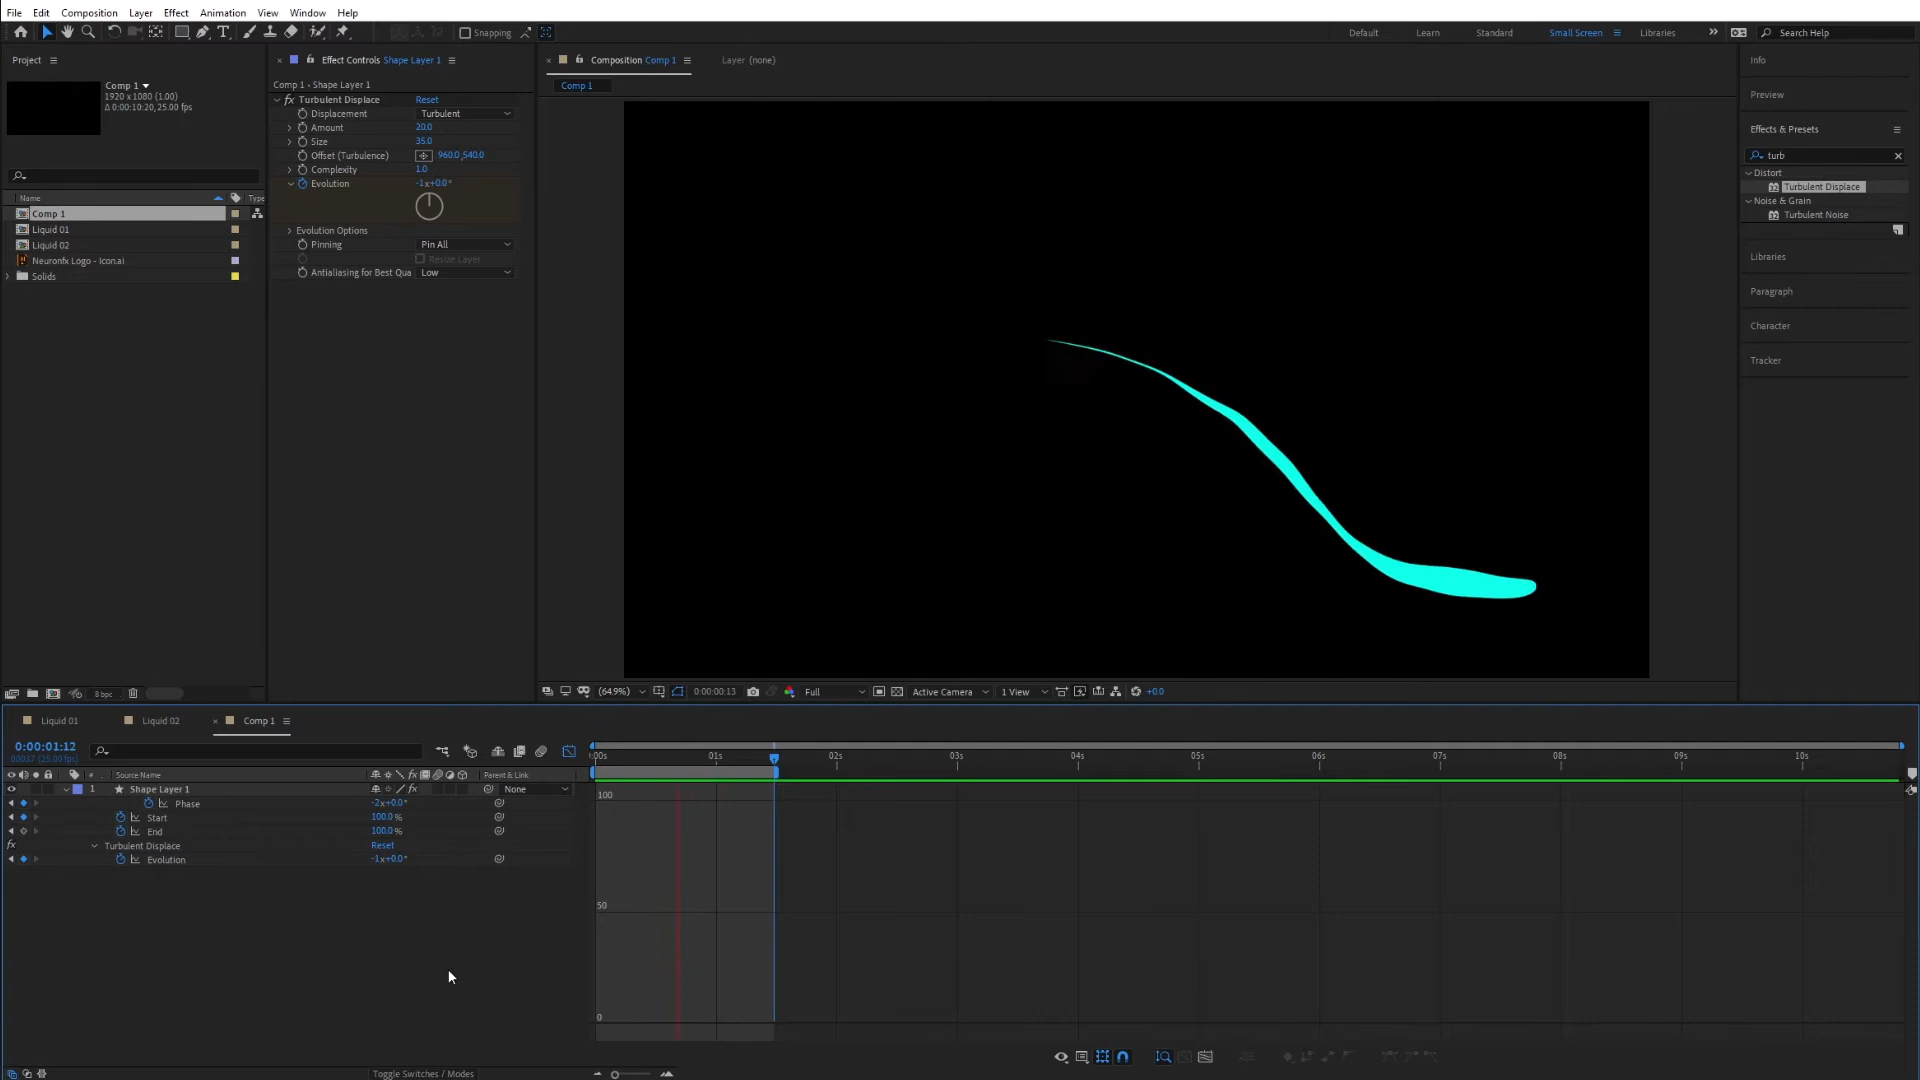 File Edit Composition Layer Effect Animation View Window Help
Snapping
Default Learn Standard Small Screen Libraries Search Help
Project
Comp 1
1920 x 1080 (1.00)
Δ 0:00:10:20, 25.00 fps
Name Type
Comp 1
Liquid 01
Liquid 02
Neuronfx Logo - Icon.ai
Solids
8 bpc
Effect Controls Shape Layer 1
Comp 1 • Shape Layer 1
fx Turbulent Displace Reset
Displacement Turbulent
Amount 20.0
Size 35.0
Offset (Turbulence) 960.0,540.0
Complexity 1.0
Evolution -1x+0.0°
Evolution Options
Pinning Pin All
Resize Layer
Antialiasing for Best Qua Low
Composition Comp 1 Layer (none)
Comp 1
(64.9%) 0:00:00:13 Full Active Camera 1 View +0.0
Info
Preview
Effects & Presets
turb
Distort
Turbulent Displace
Noise & Grain
Turbulent Noise
Libraries
Paragraph
Character
Tracker
Liquid 01 Liquid 02 Comp 1
0:00:01:12
00037 (25.00 fps)
# Source Name Parent & Link
1 Shape Layer 1 None
Phase -2x+0.0°
Start 100.0 %
End 100.0 %
fx Turbulent Displace Reset
Evolution -1x+0.0°
:00s 01s 02s 03s 04s 05s 06s 07s 08s 09s 10s
100
50
0
Toggle Switches / Modes